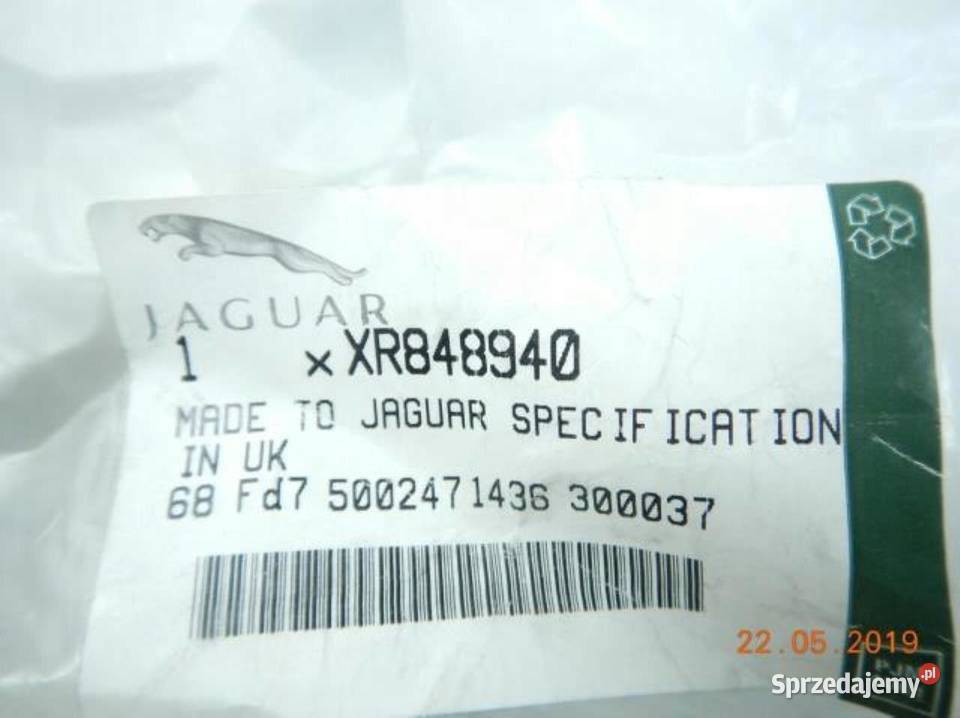 JAGUAR
1 x XR848940
MADE TO JAGUAR SPECIFICATION
IN UK
68 Fd7 5002471436 300037
22.05.2019
Sprzedajemy.pl